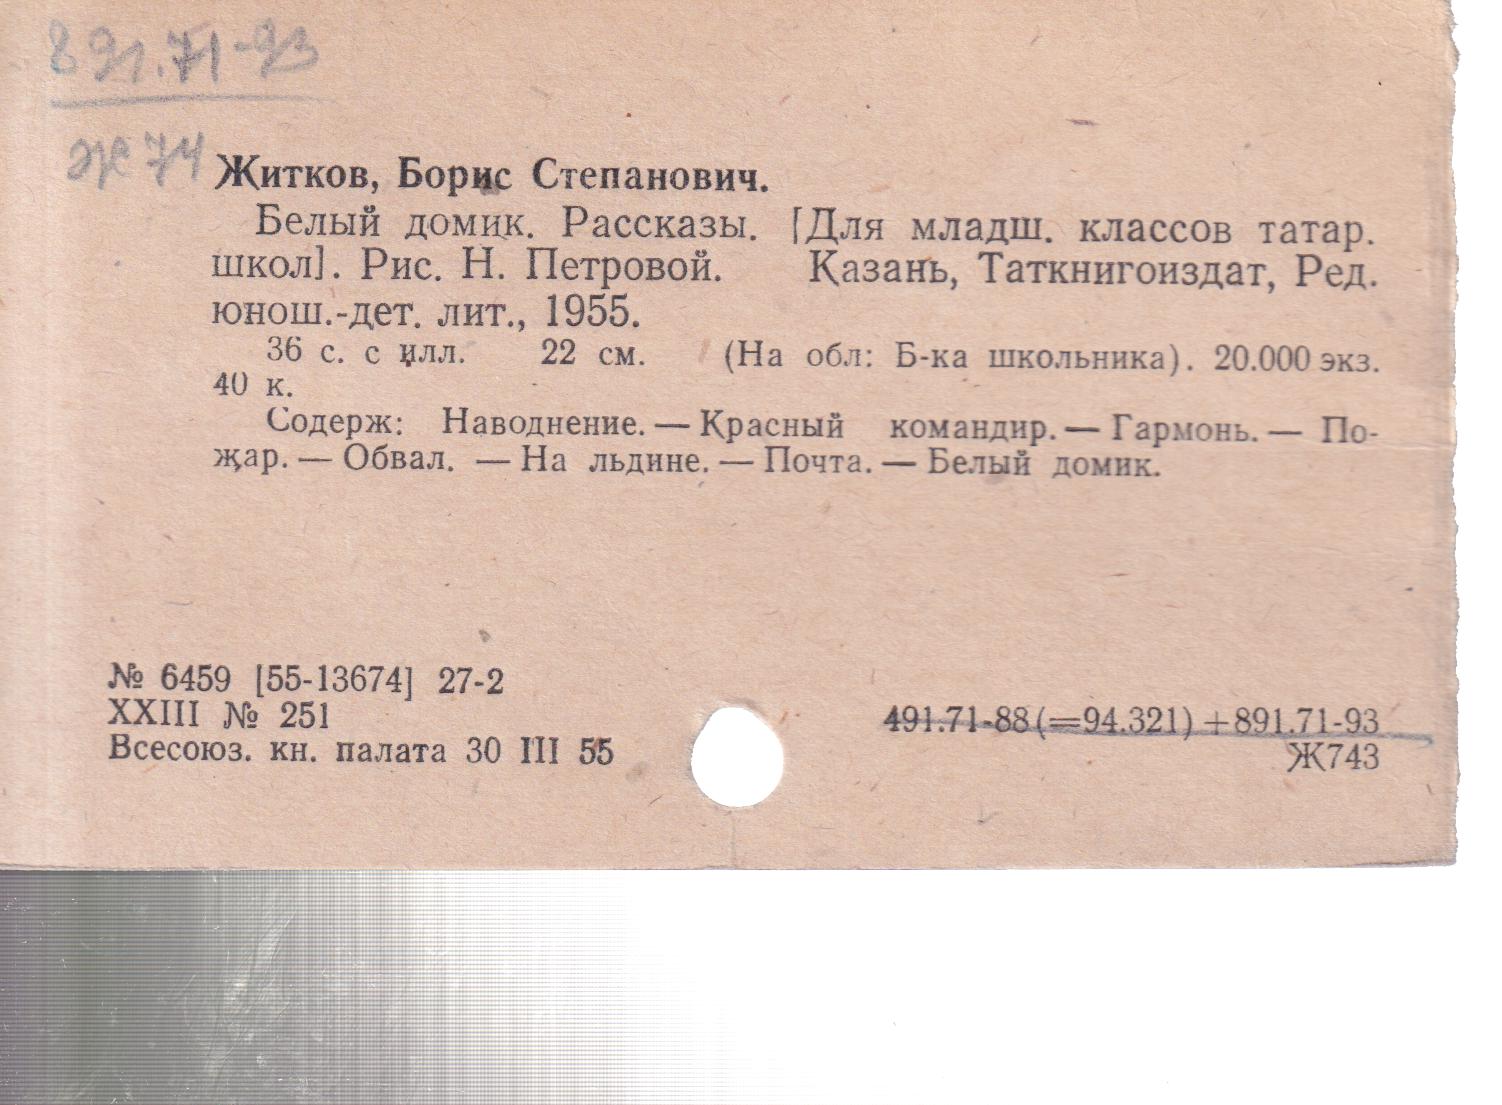 891.71-93
Ж 74
Житков, Борис Степанович.
Белый домик. Рассказы. [Для младш. классов татар.
школ]. Рис. Н. Петровой. Казань, Таткнигоиздат, Ред.
юнош.-дет. лит., 1955.
36 с. с илл. 22 см. (На обл: Б-ка школьника). 20.000 экз.
40 к.
Содерж: Наводнение. — Красный командир. — Гармонь. — По-
жар. — Обвал. — На льдине. — Почта. — Белый домик.
№ 6459 [55-13674] 27-2
XXIII № 251
Всесоюз. кн. палата 30 III 55
491.71-88(=94.321)+891.71-93
Ж743